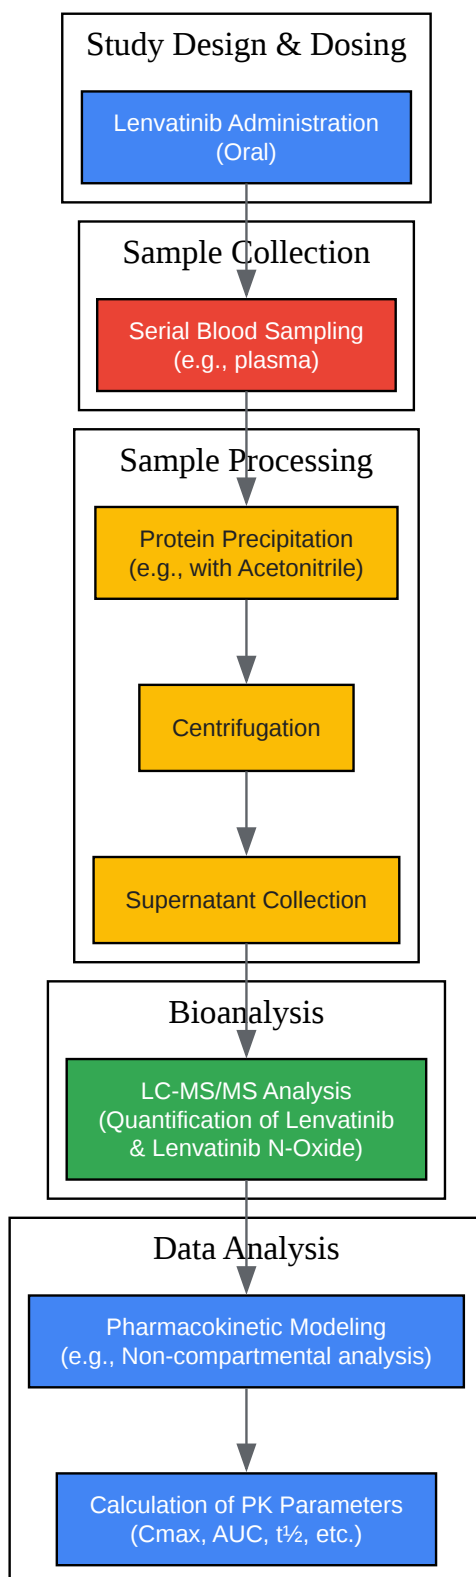 Study Design & Dosing
Lenvatinib Administration
(Oral)
Sample Collection
Serial Blood Sampling
(e.g., plasma)
Sample Processing
Protein Precipitation
(e.g., with Acetonitrile)
Centrifugation
Supernatant Collection
Bioanalysis
LC-MS/MS Analysis
(Quantification of Lenvatinib
& Lenvatinib N-Oxide)
Data Analysis
Pharmacokinetic Modeling
(e.g., Non-compartmental analysis)
Calculation of PK Parameters
(Cmax, AUC, t½, etc.)